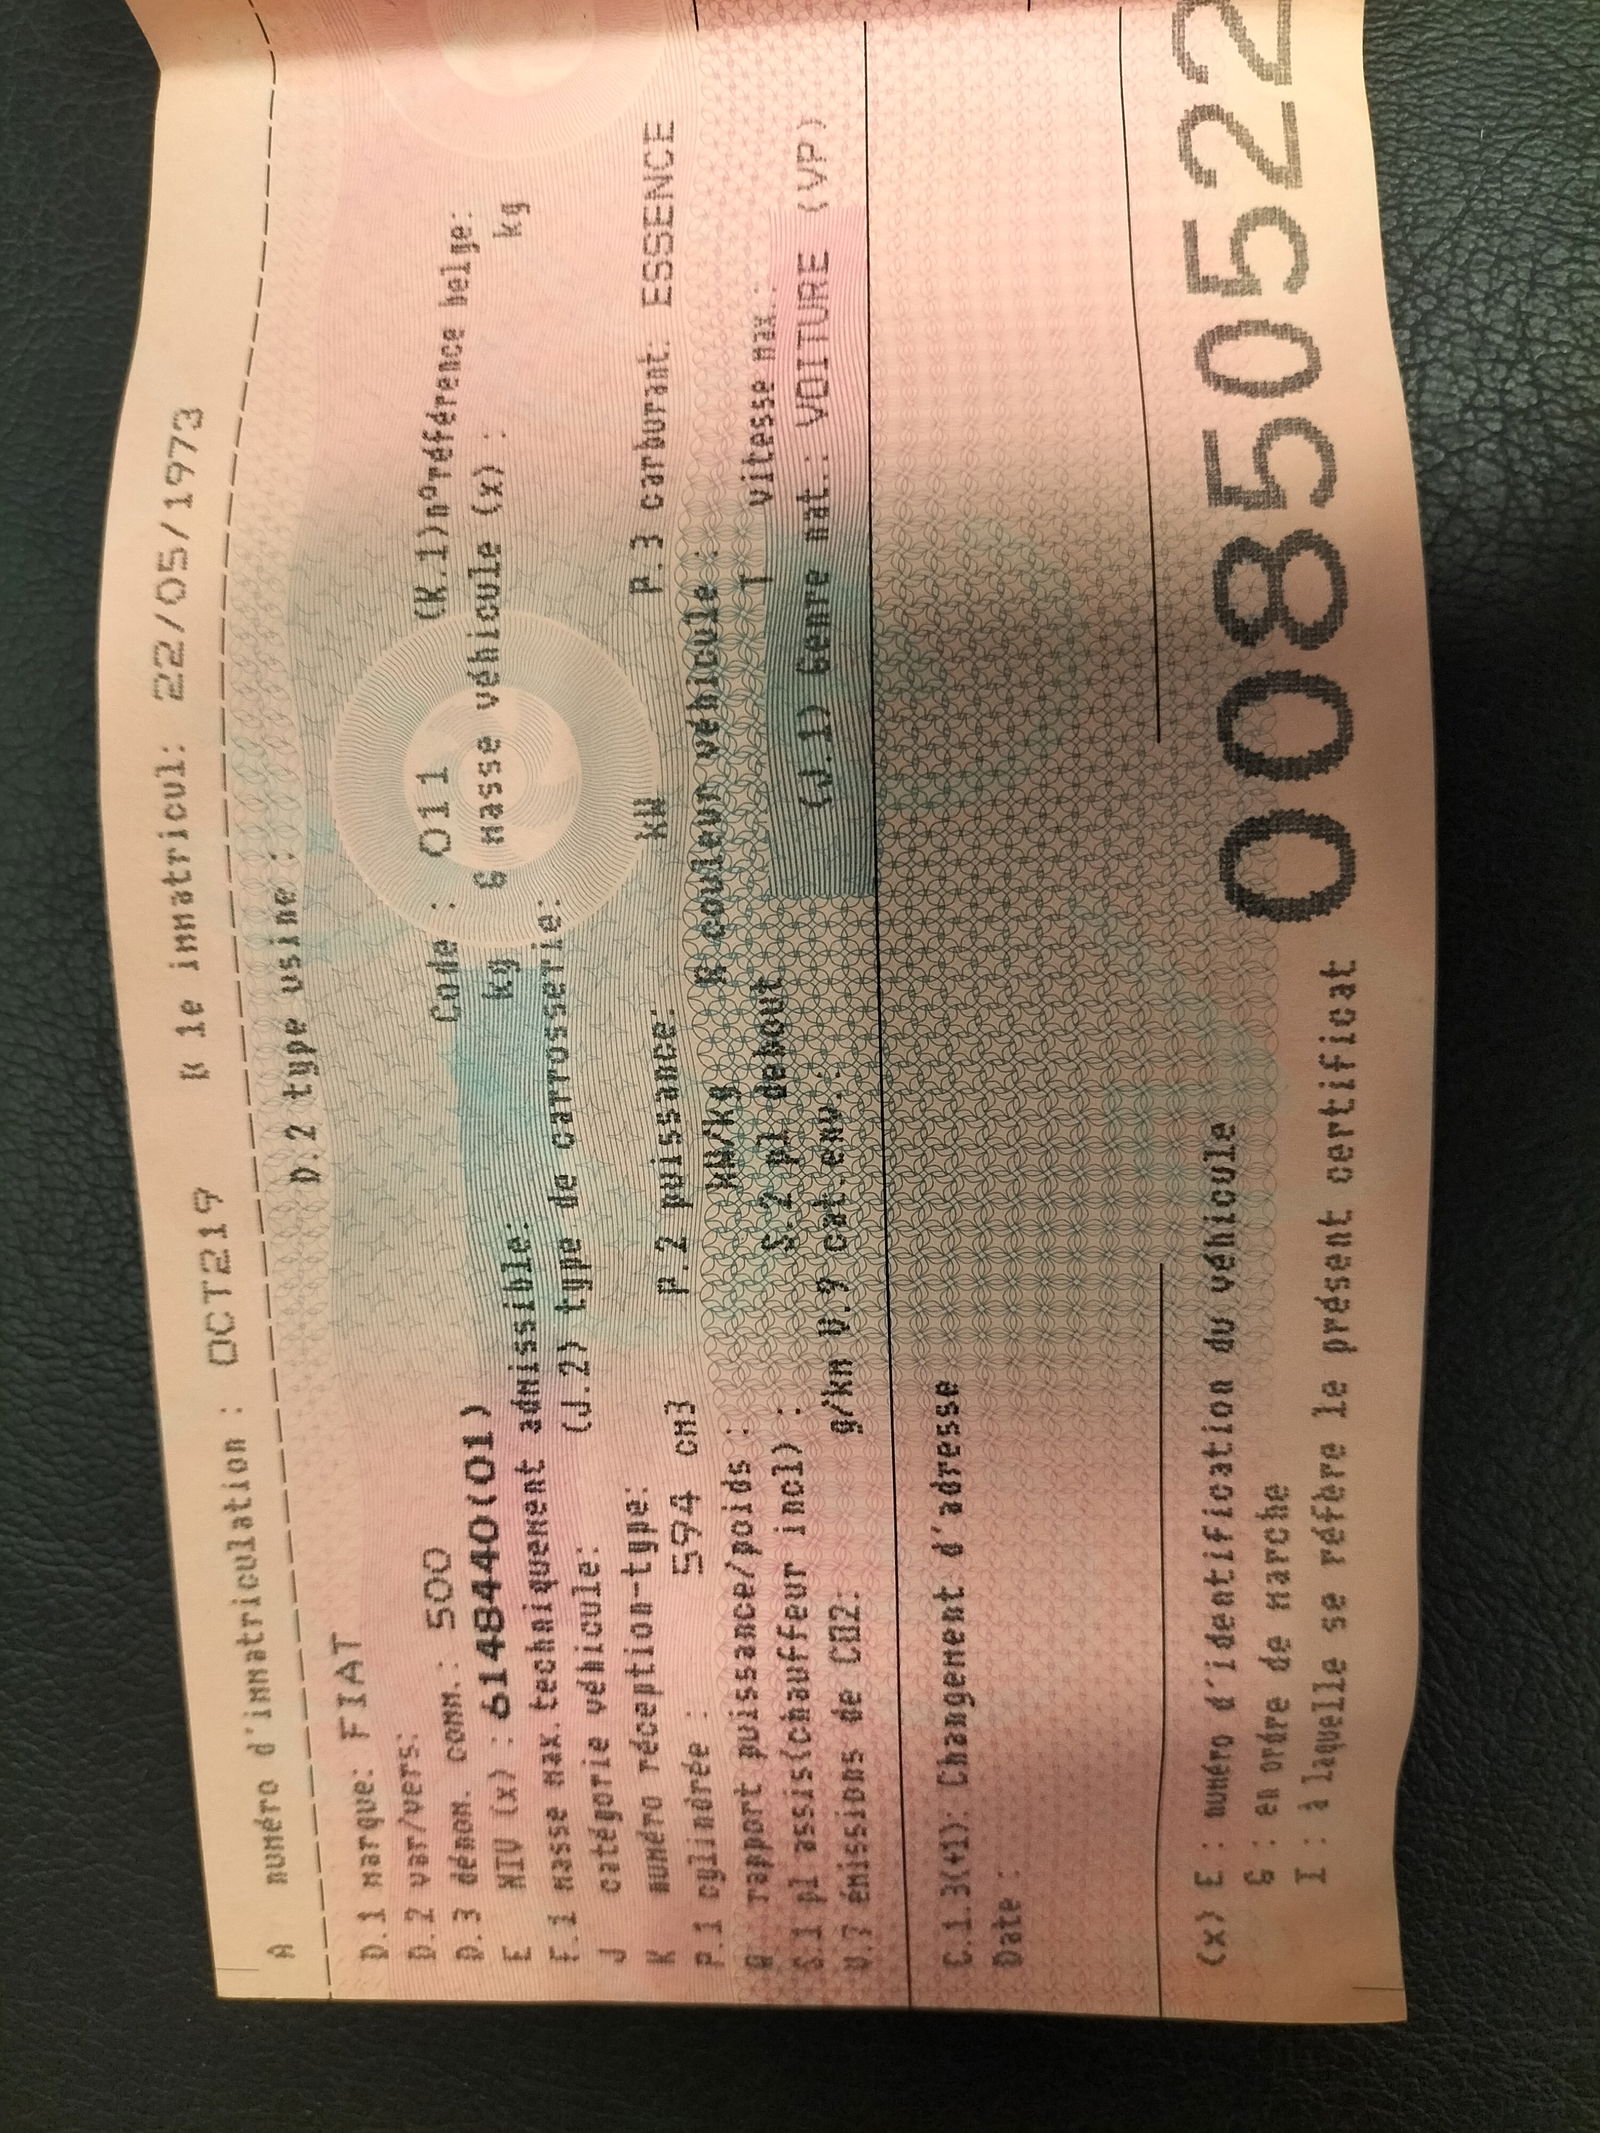 A numéro d'immatriculation : OCT219 B 1e immatricul: 22/05/1973
D.1 marque: FIAT D.2 type usine :
D.2 var/vers:
D.3 dénom. comm.: 500 Code : 011 (K.1)n°référence belge:
E NIV (x) : 6148440(01) kg G masse véhicule (x) : kg
F.1 masse max.techniquement admissible:
J catégorie véhicule: (J.2) type de carrosserie:
K numéro réception-type:
P.1 cylindrée : 594 cm3 P.2 puissance: kW P.3 carburant: ESSENCE
Q rapport puissance/poids : kW/kg R couleur véhicule :
S.1 pl assis(chauffeur incl) : S.2 pl debout T vitesse max.:
V.7 émissions de CO2: g/km V.9 cat.env.: (J.1) Genre nat.: VOITURE (VP)
C.1.3(+1): Changement d'adresse
Date :
(x) E : numéro d'identification du véhicule
G : en ordre de marche
I : à laquelle se réfère le présent certificat
00850522